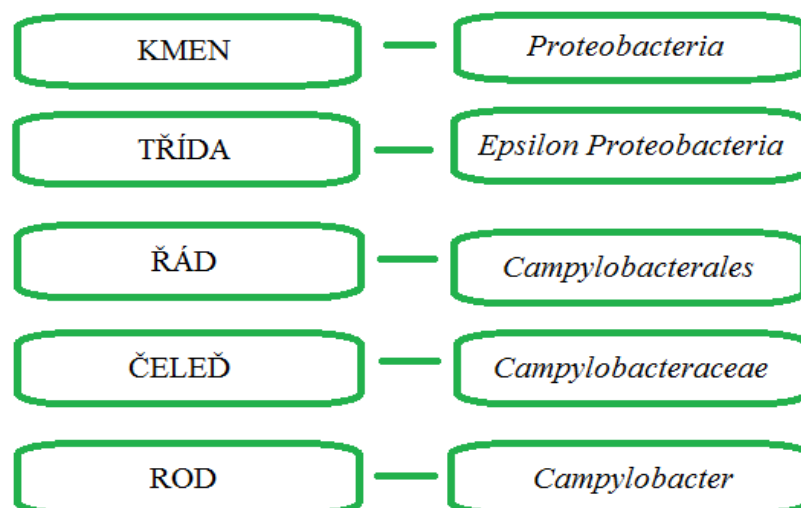 KMEN Proteobacteria
TŘÍDA Epsilon Proteobacteria
ŘÁD Campylobacterales
ČELEĎ Campylobacteraceae
ROD Campylobacter